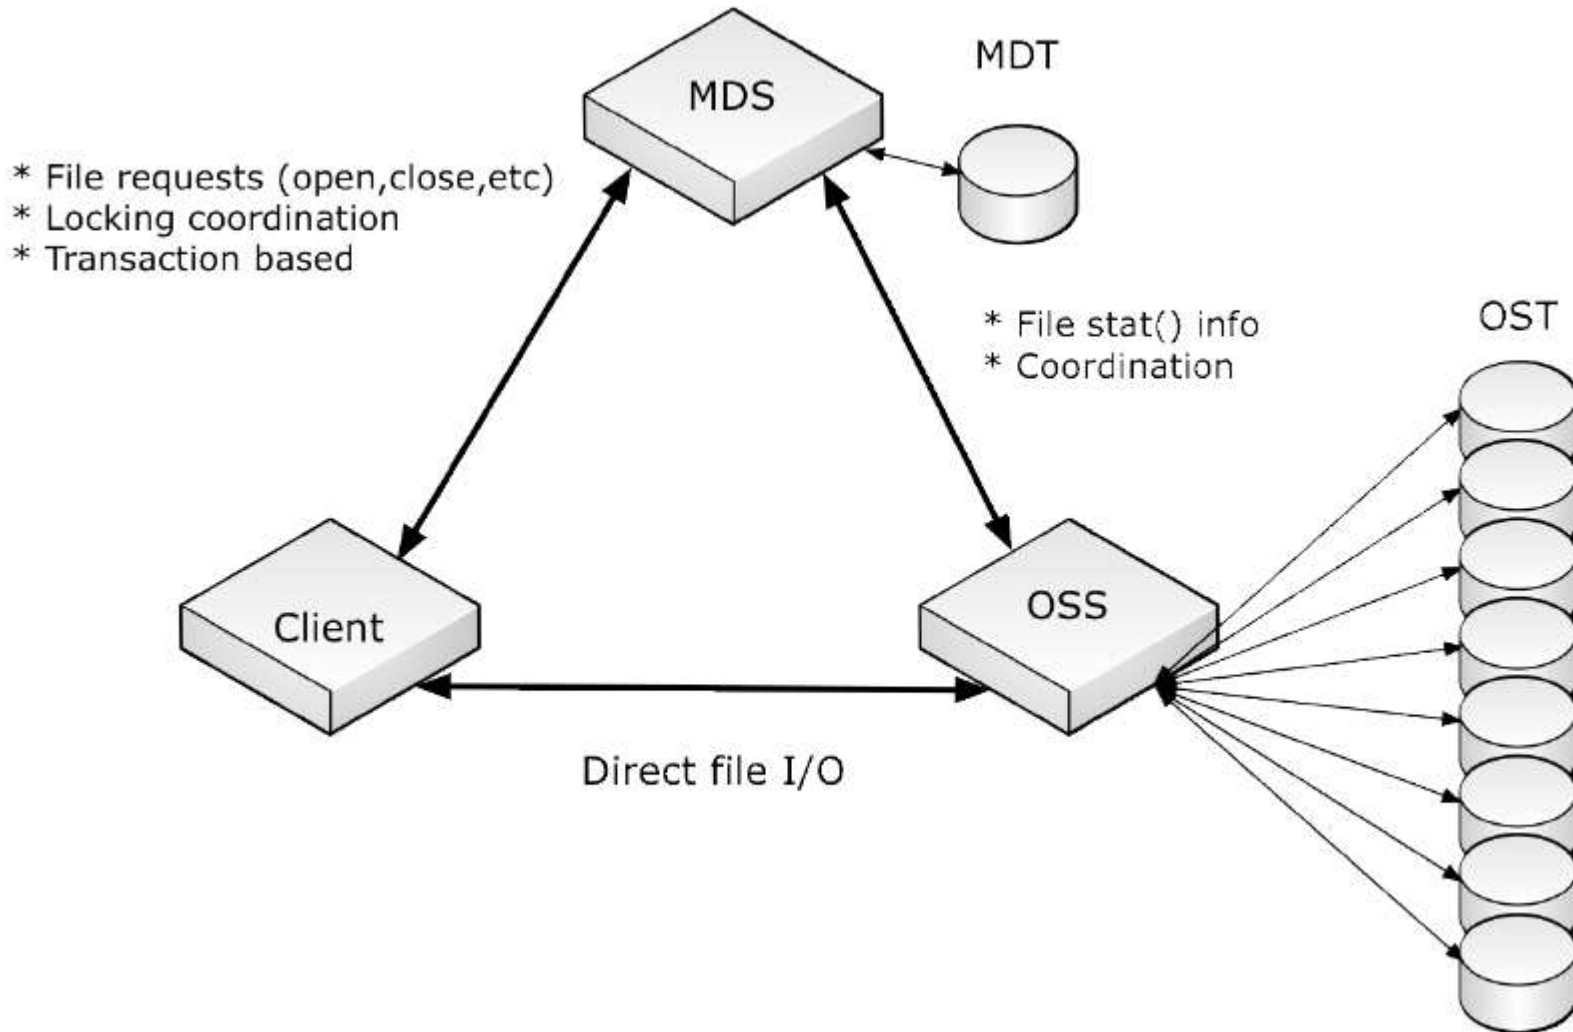 MDS
MDT
* File requests (open,close,etc)
* Locking coordination
* Transaction based
* File stat() info
* Coordination
OST
Client
OSS
Direct file I/O